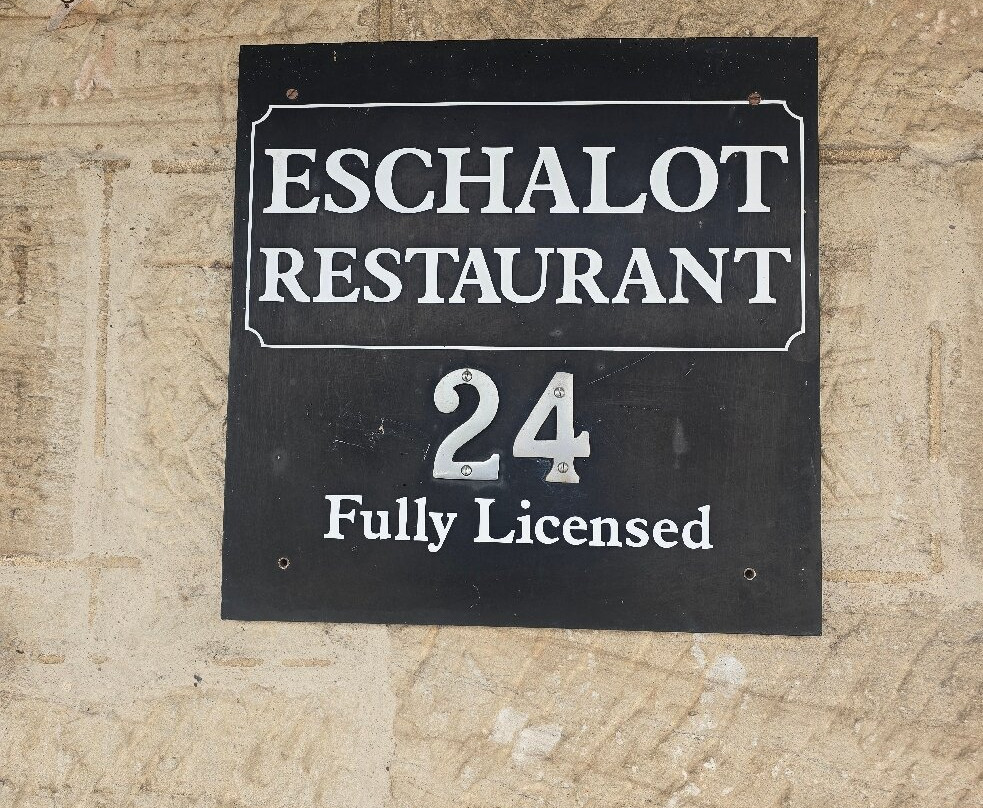 ESCHALOT
RESTAURANT
24
Fully Licensed